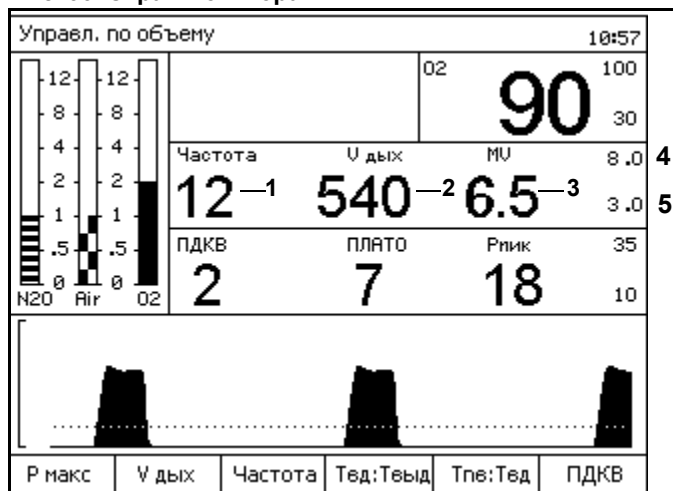 Управл. по объему 10:57
12 12 O2 90 100
8 8 30
4 4 Частота V дых MV 8.0 4
2 2 12 1 540 2 6.5 3
1 1 3.0 5
.5 .5 ПДКВ ПЛАТО Рпик 35
0 0 2 7 18 10
N2O Air O2
Р макс V дых Частота Твд:Твыд Тпв:Твд ПДКВ